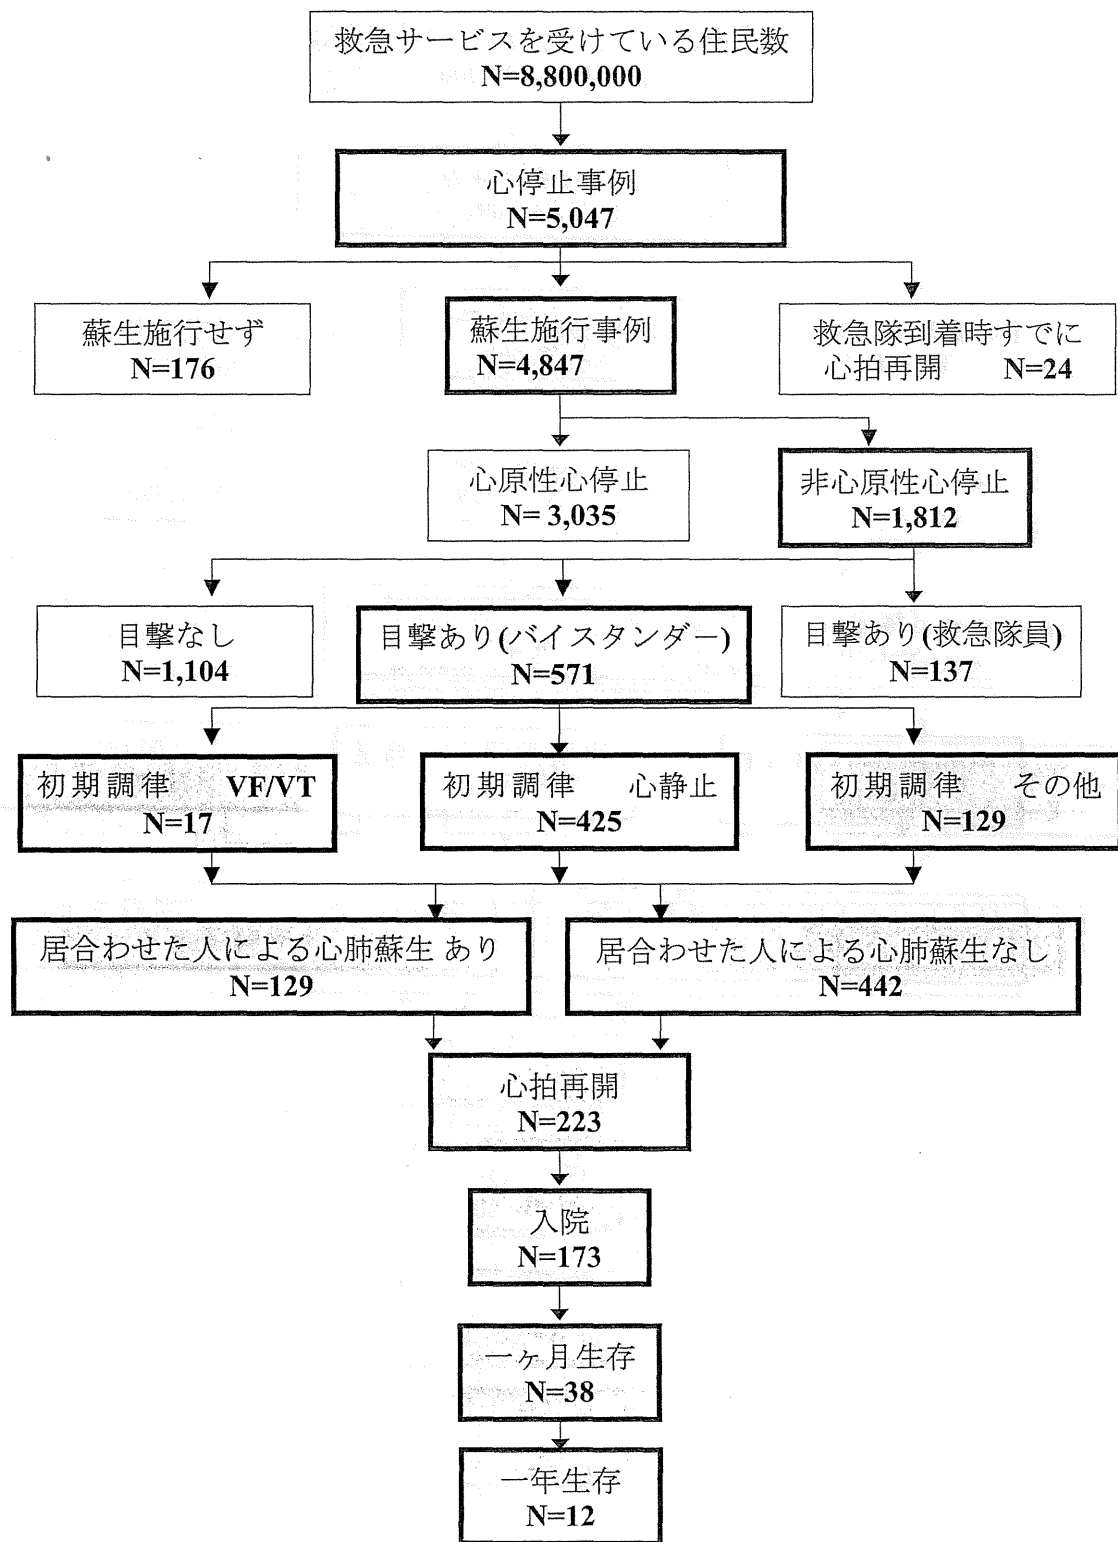 救急サービスを受けている住民数
N=8,800,000
心停止事例
N=5,047
蘇生施行せず
N=176
蘇生施行事例
N=4,847
救急隊到着時すでに
心拍再開 N=24
心原性心停止
N= 3,035
非心原性心停止
N=1,812
目撃なし
N=1,104
目撃あり(バイスタンダー)
N=571
目撃あり(救急隊員)
N=137
初期調律 VF/VT
N=17
初期調律 心静止
N=425
初期調律 その他
N=129
居合わせた人による心肺蘇生 あり
N=129
居合わせた人による心肺蘇生なし
N=442
心拍再開
N=223
入院
N=173
一ヶ月生存
N=38
一年生存
N=12